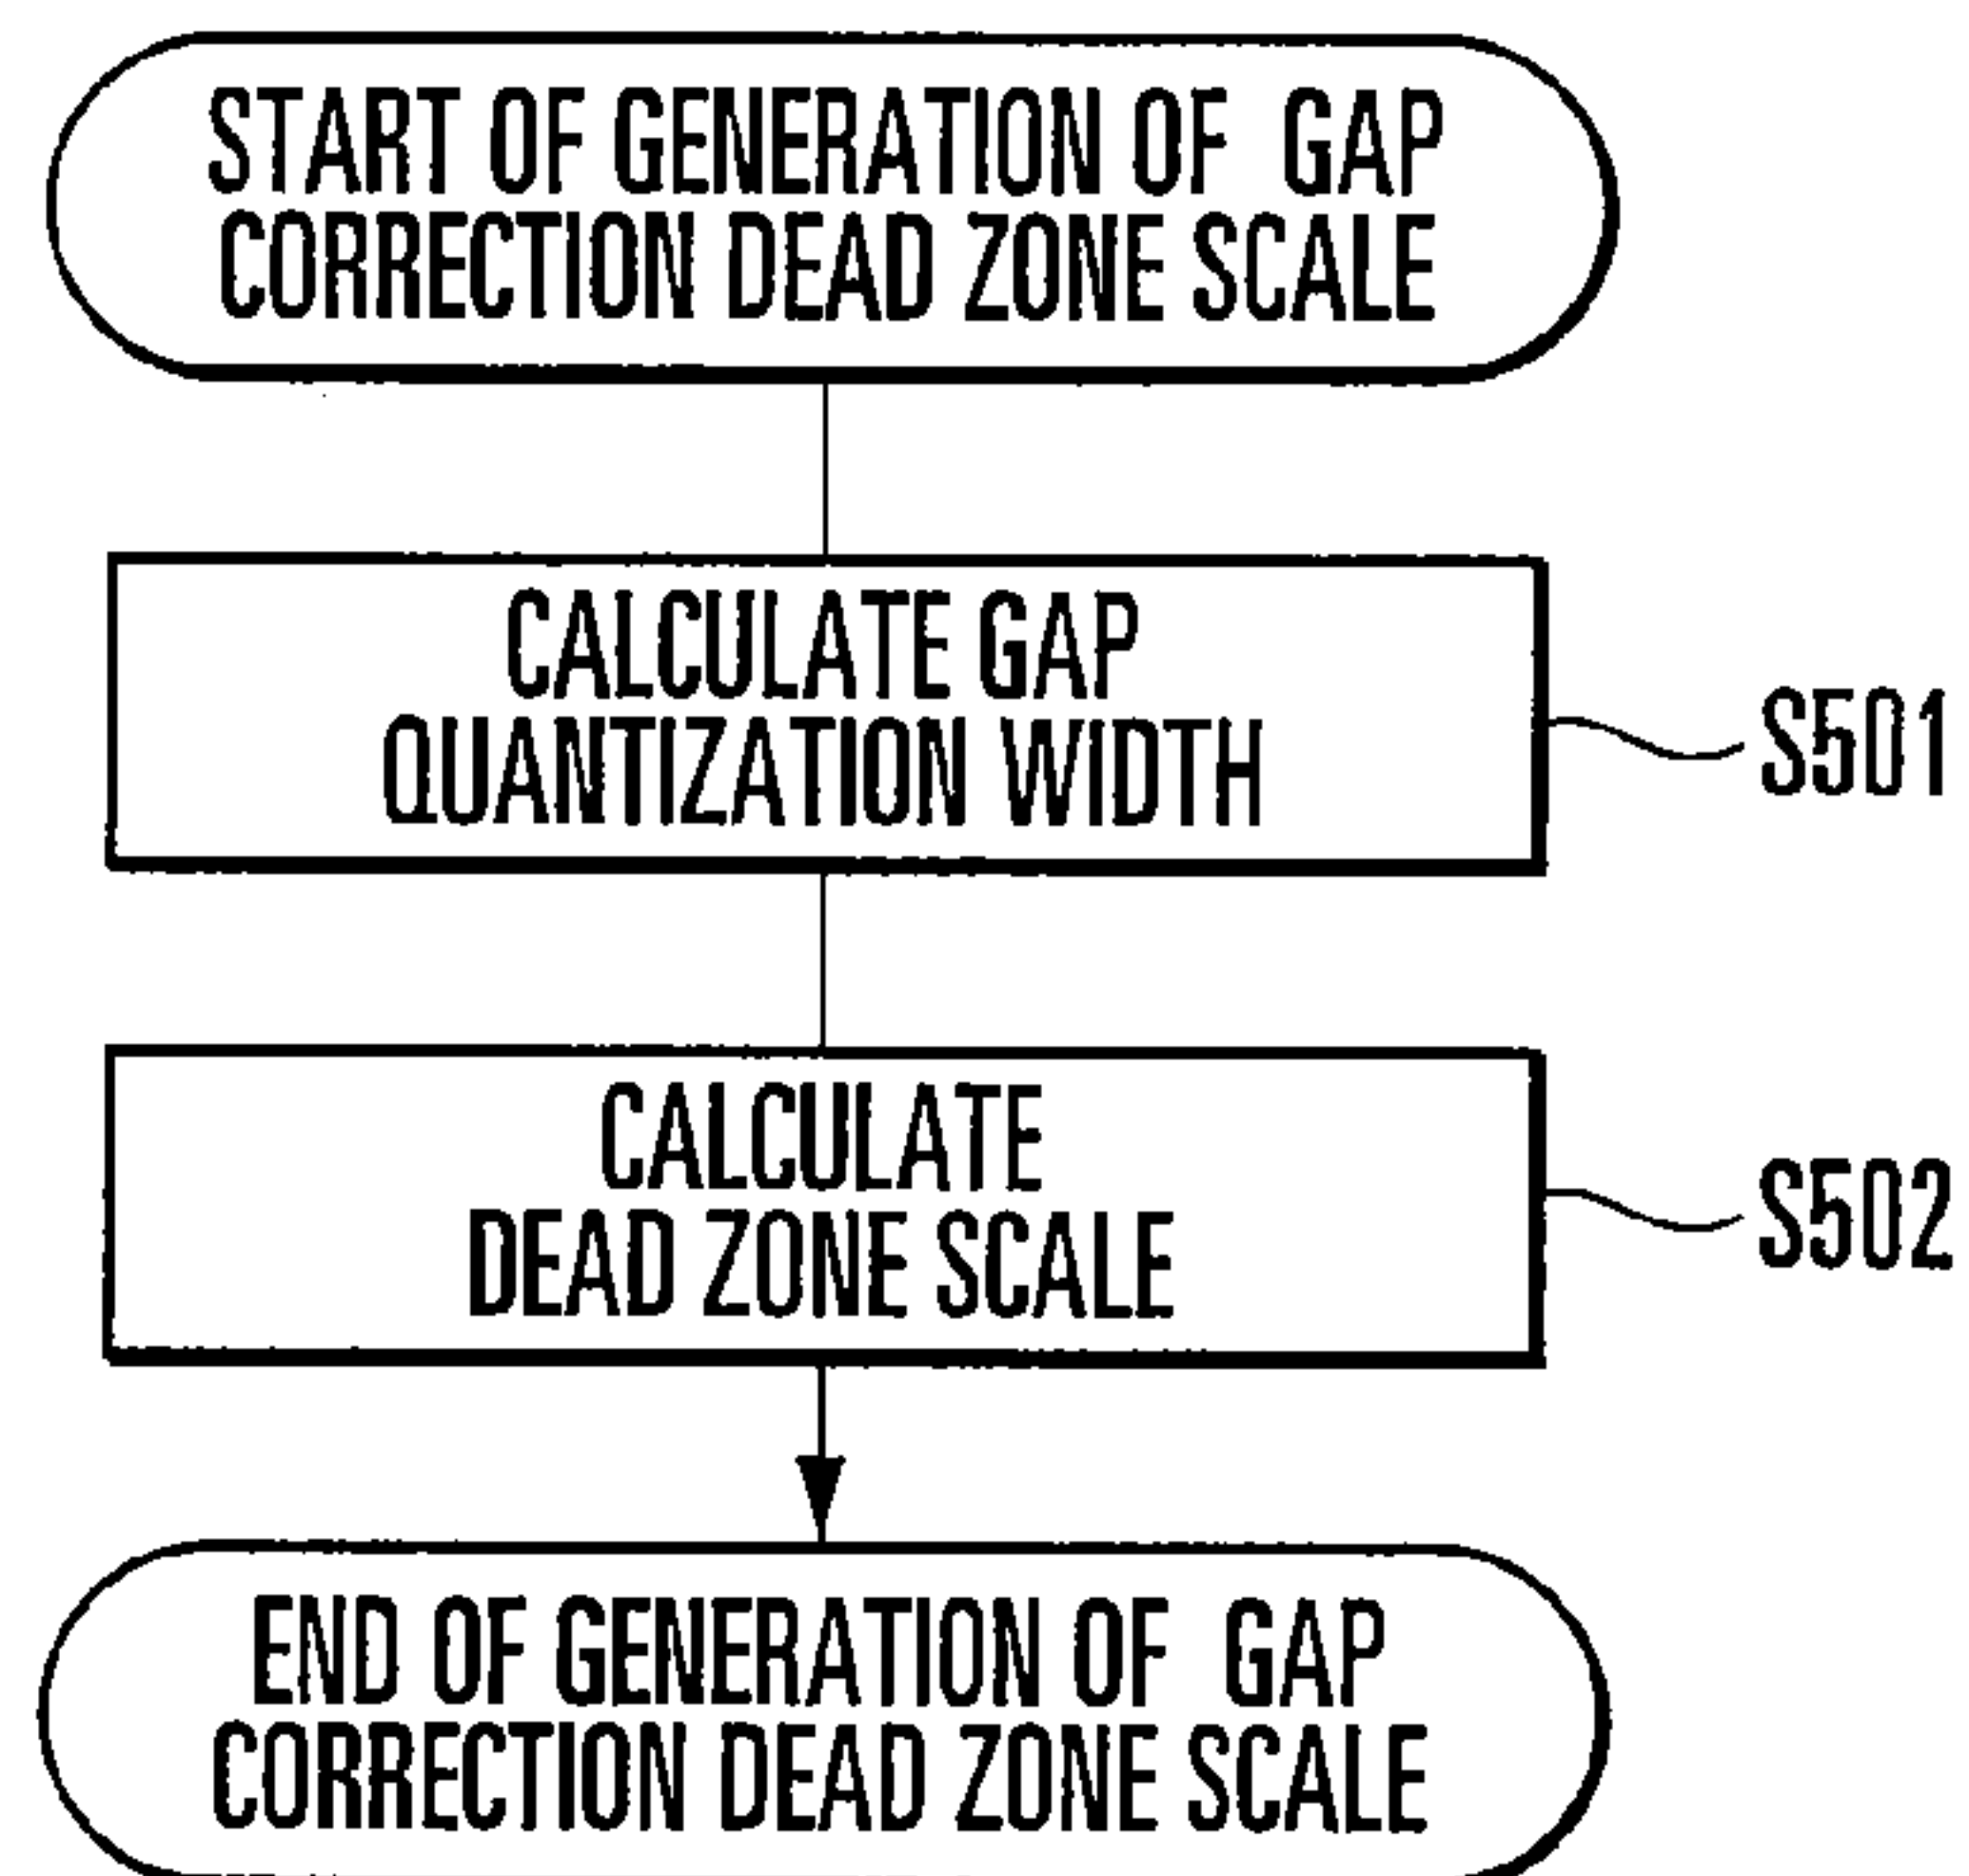 START OF GENERATION OF GAP
CORRECTION DEAD ZONE SCALE
CALCULATE GAP
QUANTIZATION WIDTH
S501
CALCULATE
DEAD ZONE SCALE
S502
END OF GENERATION OF GAP
CORRECTION DEAD ZONE SCALE